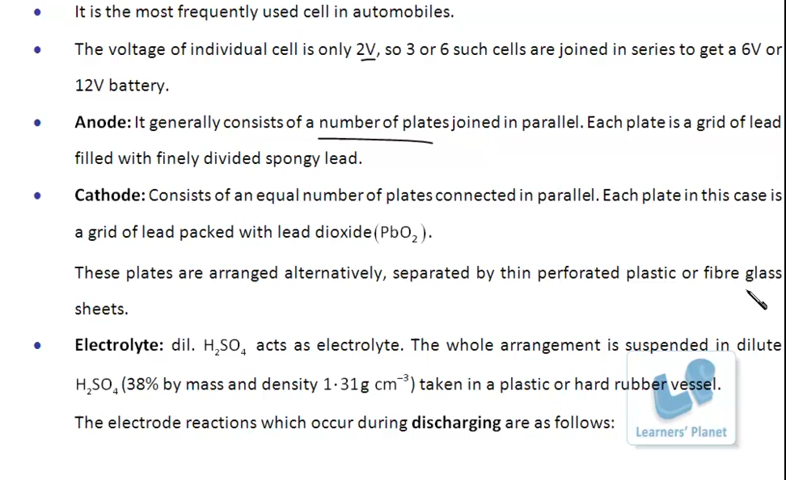 • It is the most frequently used cell in automobiles.
• The voltage of individual cell is only 2V, so 3 or 6 such cells are joined in series to get a 6V or
12V battery.
• Anode: It generally consists of a number of plates joined in parallel. Each plate is a grid of lead
filled with finely divided spongy lead.
• Cathode: Consists of an equal number of plates connected in parallel. Each plate in this case is
a grid of lead packed with lead dioxide(PbO₂).
These plates are arranged alternatively, separated by thin perforated plastic or fibre glass
sheets.
• Electrolyte: dil. H₂SO₄ acts as electrolyte. The whole arrangement is suspended in dilute
H₂SO₄ (38% by mass and density 1·31g cm⁻³) taken in a plastic or hard rubber vessel.
The electrode reactions which occur during discharging are as follows:
LP
Learners' Planet